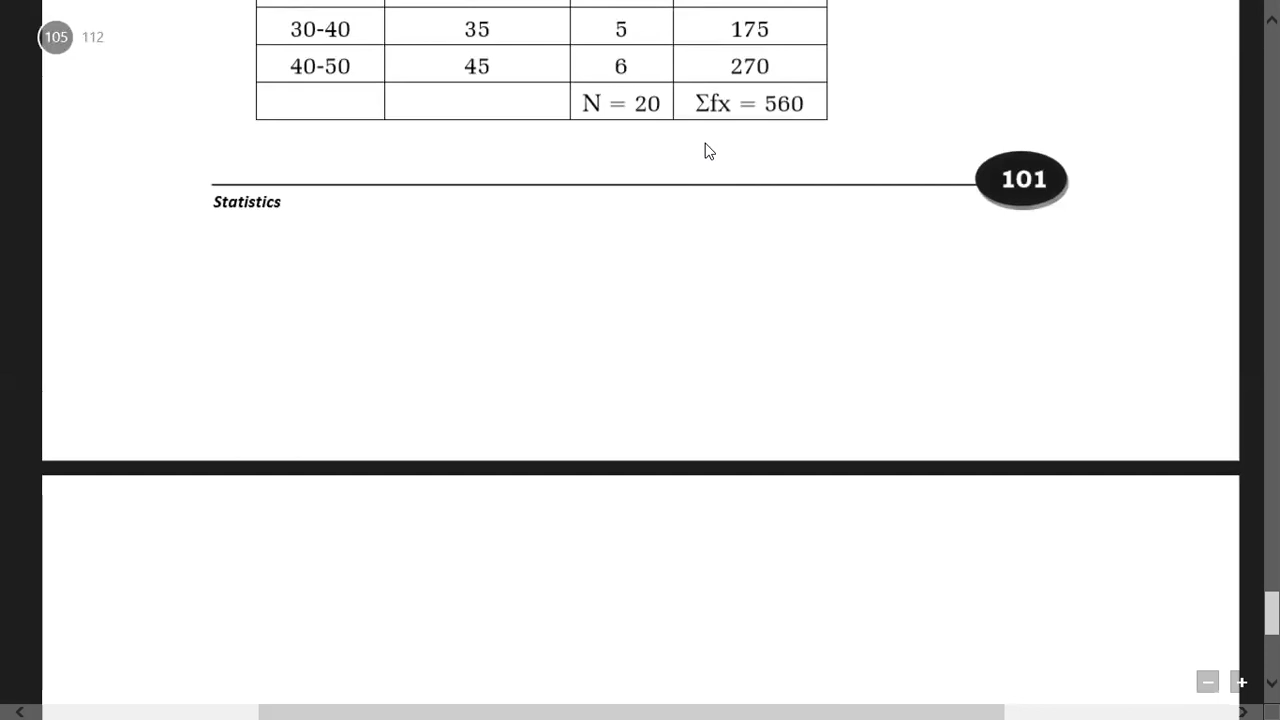 105 112
30-40 35 5 175
40-50 45 6 270
N = 20 Σfx = 560
101
Statistics